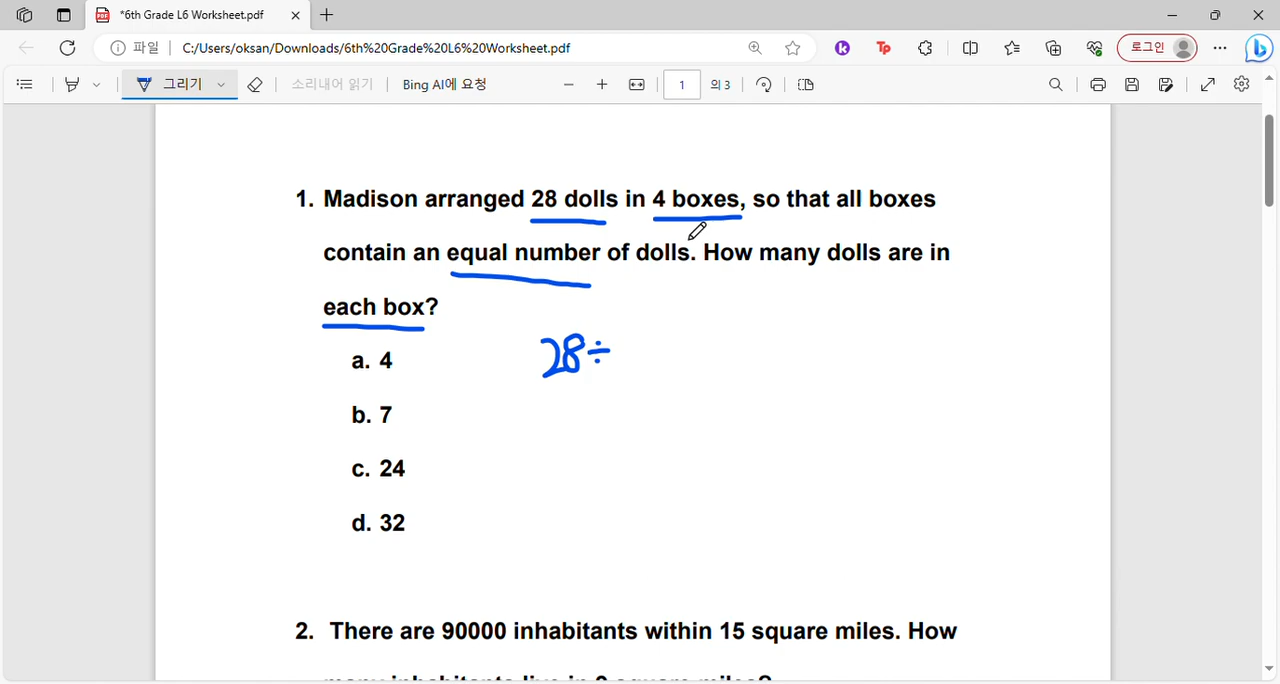 *6th Grade L6 Worksheet.pdf
파일 C:/Users/oksan/Downloads/6th%20Grade%20L6%20Worksheet.pdf
로그인
그리기 소리내어 읽기 Bing AI에 요청 1 의 3
1. Madison arranged 28 dolls in 4 boxes, so that all boxes
contain an equal number of dolls. How many dolls are in
each box?
28÷
a. 4
b. 7
c. 24
d. 32
2. There are 90000 inhabitants within 15 square miles. How